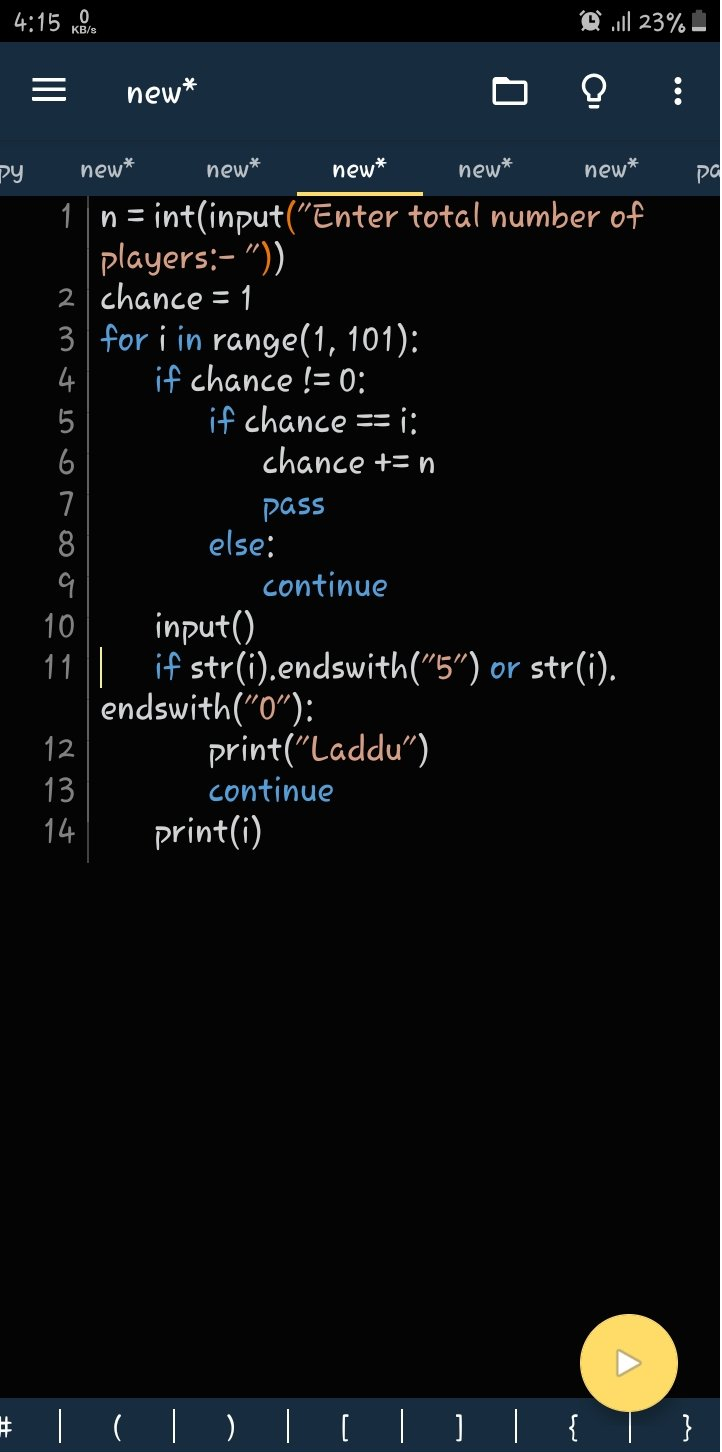 4:15 0 KB/s 23%
new*
py new* new* new* new* new* pa
1 n = int(input("Enter total number of
players:- "))
2 chance = 1
3 for i in range(1, 101):
4 if chance != 0:
5 if chance == i:
6 chance += n
7 pass
8 else:
9 continue
10 input()
11 if str(i).endswith("5") or str(i).
endswith("0"):
12 print("Laddu")
13 continue
14 print(i)
# | ( | ) | [ | ] | { | }